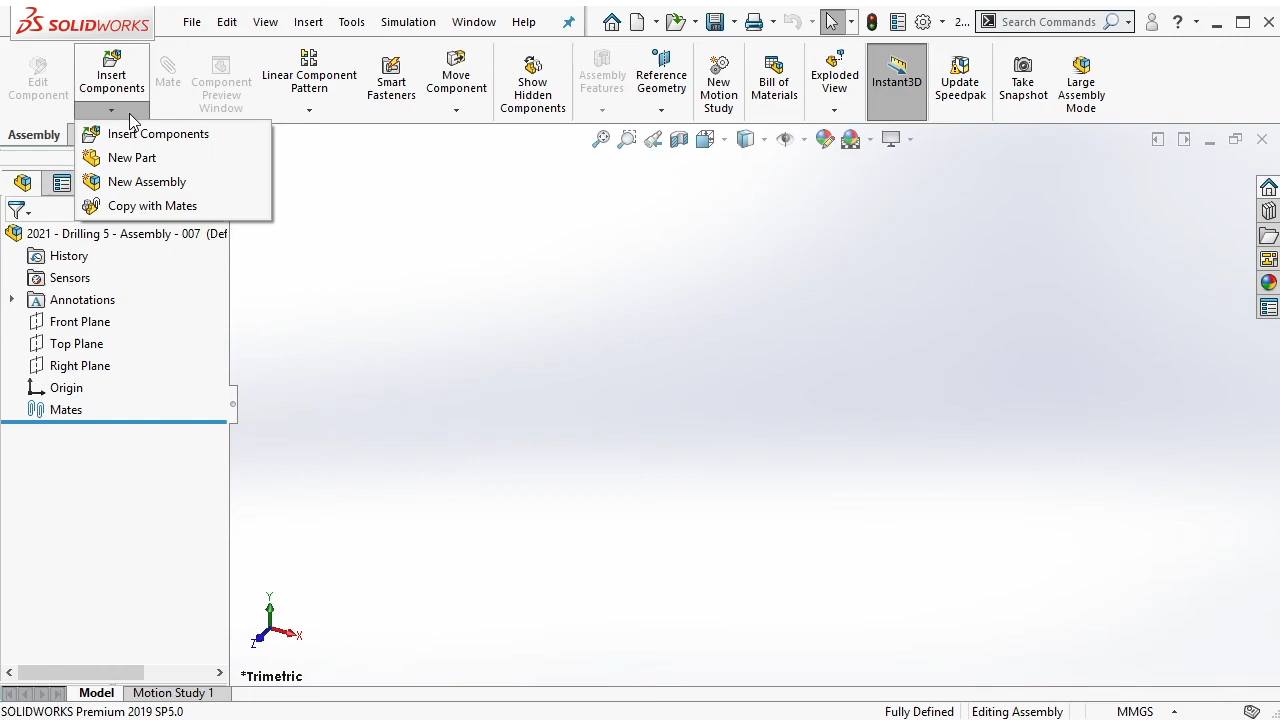 SOLIDWORKS
File Edit View Insert Tools Simulation Window Help
2...
Search Commands
?
Edit Component
Insert Components
Mate
Component Preview Window
Linear Component Pattern
Smart Fasteners
Move Component
Show Hidden Components
Assembly Features
Reference Geometry
New Motion Study
Bill of Materials
Exploded View
Instant3D
Update Speedpak
Take Snapshot
Large Assembly Mode
Assembly
Insert Components
New Part
New Assembly
Copy with Mates
2021 - Drilling 5 - Assembly - 007 (Def
History
Sensors
Annotations
Front Plane
Top Plane
Right Plane
Origin
Mates
Y
X
Z
*Trimetric
Model Motion Study 1
SOLIDWORKS Premium 2019 SP5.0
Fully Defined Editing Assembly MMGS